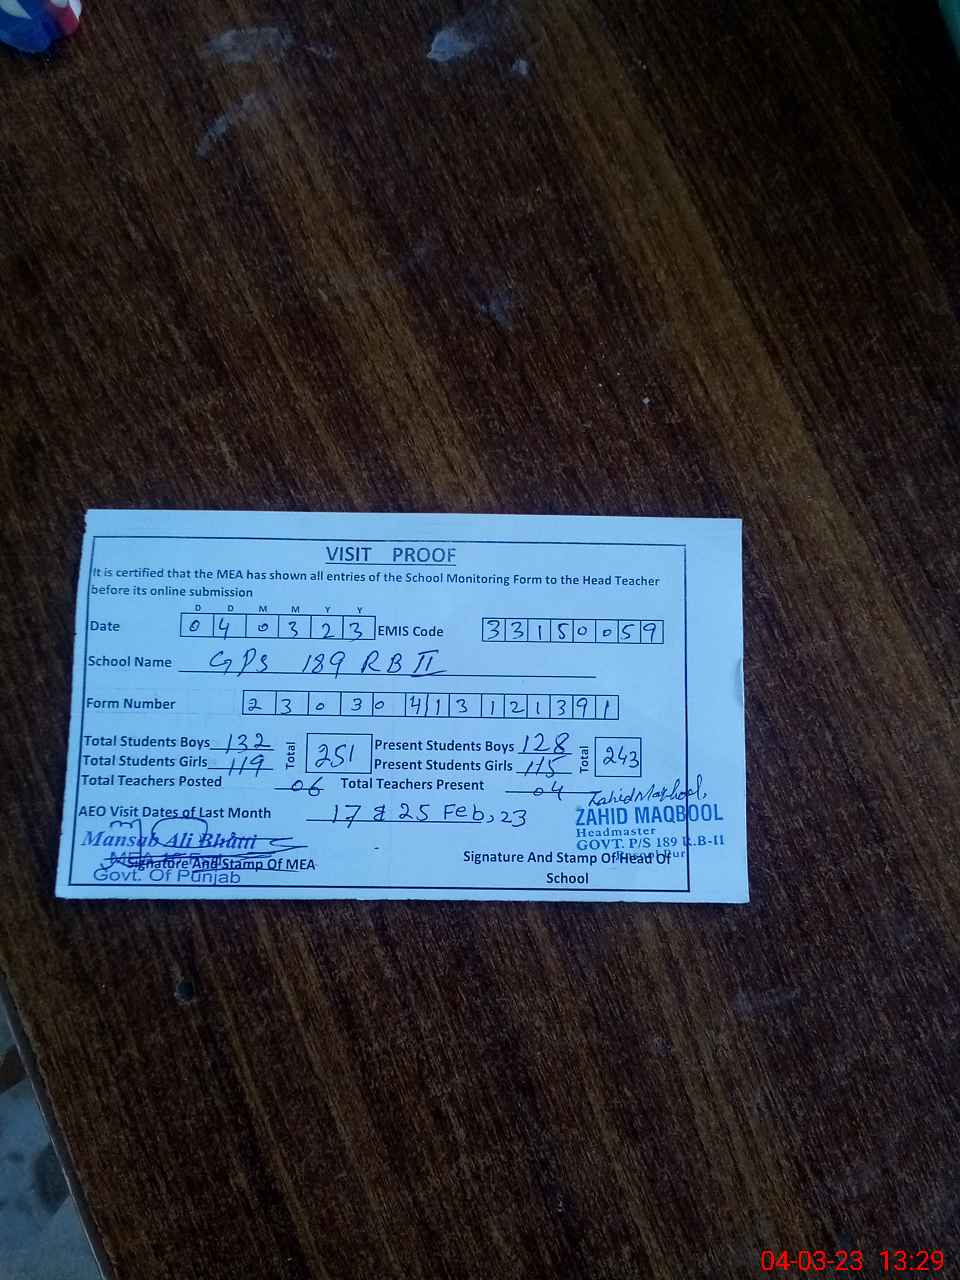 VISIT PROOF
It is certified that the MEA has shown all entries of the School Monitoring Form to the Head Teacher
before its online submission
D D M M Y Y
Date 0 4 0 3 2 3 EMIS Code 3 3 1 5 0 0 5 9
School Name GPS 189 RB II
Form Number 2 3 0 3 0 4 1 3 1 2 1 3 9 1
Total Students Boys 132 Total 251 Present Students Boys 128 Total 243
Total Students Girls 119 Present Students Girls 115
Total Teachers Posted 06 Total Teachers Present 04
Zahid Maqbool,
AEO Visit Dates of Last Month 17 & 25 Feb, 23
ZAHID MAQBOOL
Headmaster
GOVT. P/S 189 R.B-II
Mansab Ali Bhatti
Signature And Stamp Of MEA
Govt. Of Punjab
Signature And Stamp Of Head Of
School
04-03-23 13:29